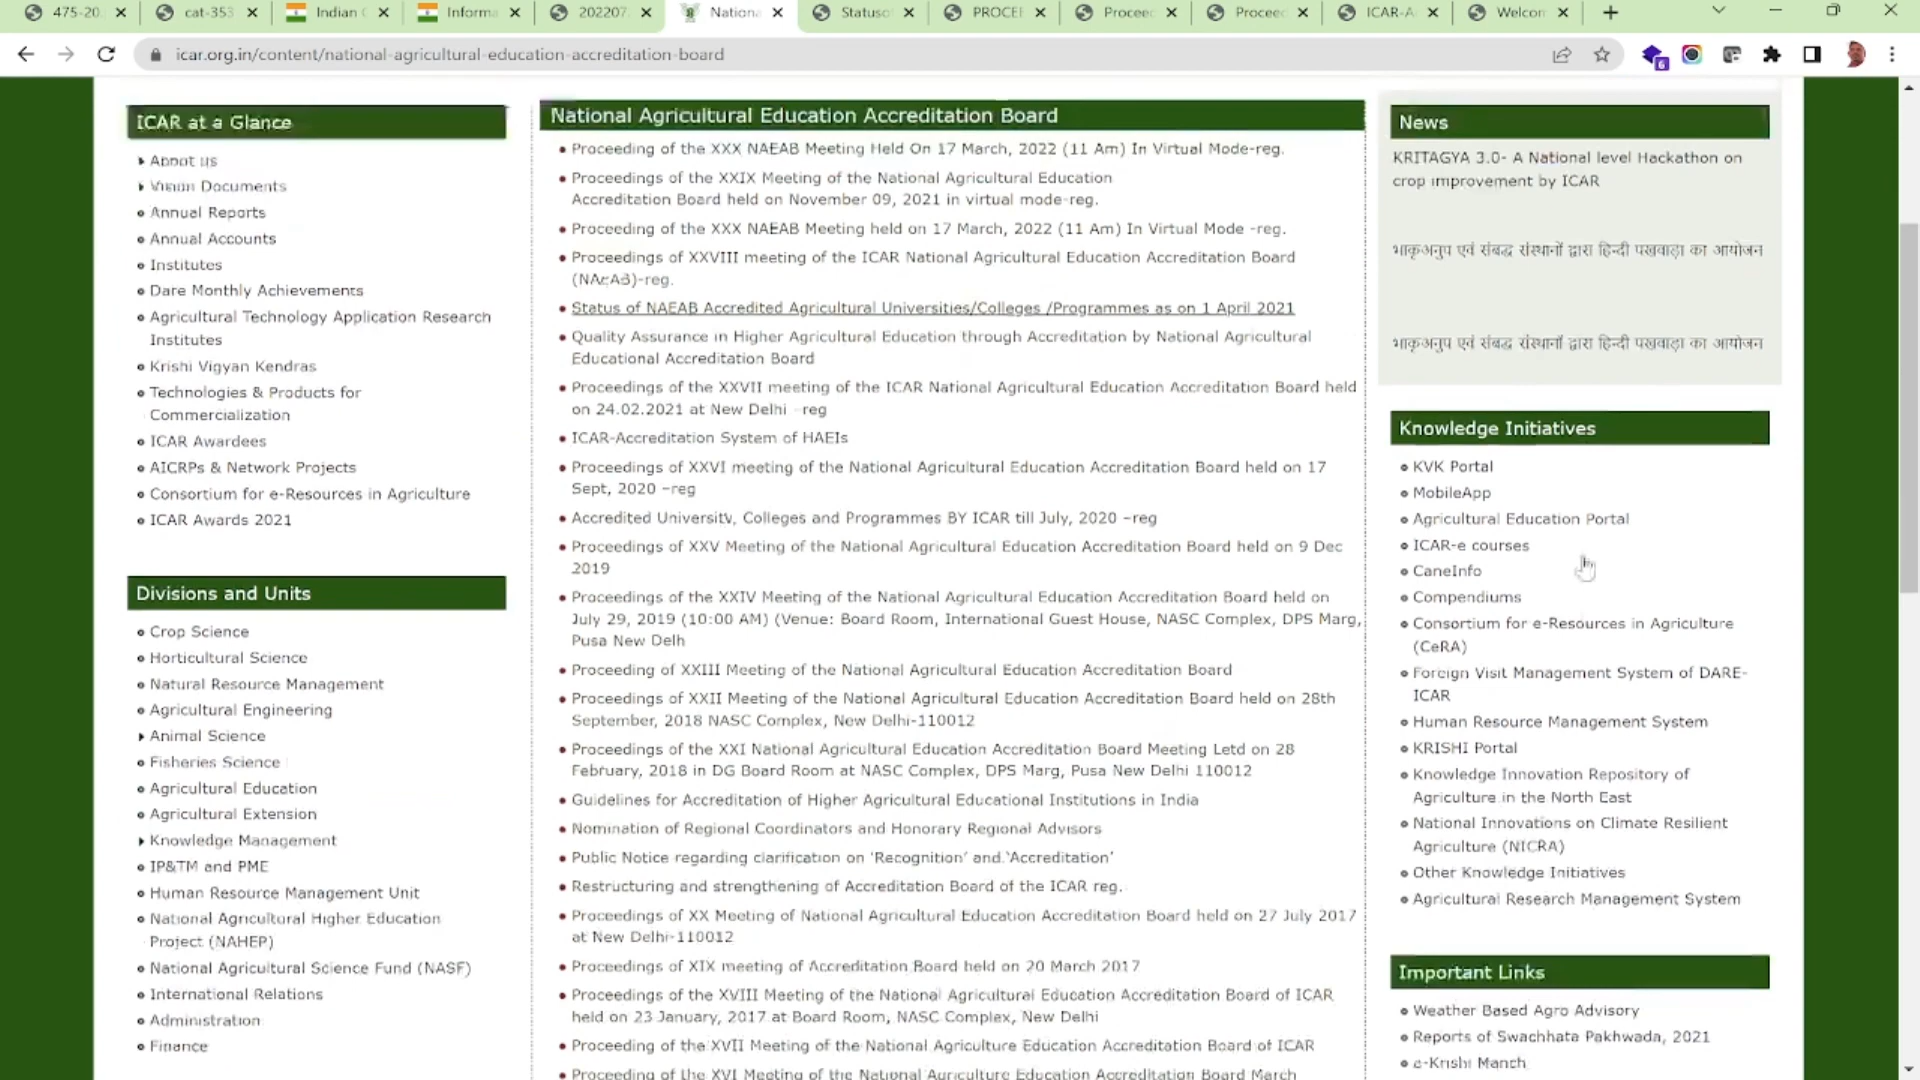 475-20
cat-353
Indian
Informa
202207
Nationa
Statuso
PROCEE
Proceed
Proceed
ICAR-A
Welcom
icar.org.in/content/national-agricultural-education-accreditation-board
6
ICAR at a Glance
About us
Vision Documents
Annual Reports
Annual Accounts
Institutes
Dare Monthly Achievements
Agricultural Technology Application Research
Institutes
Krishi Vigyan Kendras
Technologies & Products for
Commercialization
ICAR Awardees
AICRPs & Network Projects
Consortium for e-Resources in Agriculture
ICAR Awards 2021
Divisions and Units
Crop Science
Horticultural Science
Natural Resource Management
Agricultural Engineering
Animal Science
Fisheries Science
Agricultural Education
Agricultural Extension
Knowledge Management
IP&TM and PME
Human Resource Management Unit
National Agricultural Higher Education
Project (NAHEP)
National Agricultural Science Fund (NASF)
International Relations
Administration
Finance
National Agricultural Education Accreditation Board
Proceeding of the XXX NAEAB Meeting Held On 17 March, 2022 (11 Am) In Virtual Mode-reg.
Proceedings of the XXIX Meeting of the National Agricultural Education
Accreditation Board held on November 09, 2021 in virtual mode-reg.
Proceeding of the XXX NAEAB Meeting held on 17 March, 2022 (11 Am) In Virtual Mode -reg.
Proceedings of XXVIII meeting of the ICAR National Agricultural Education Accreditation Board
(NAEAB)-reg.
Status of NAEAB Accredited Agricultural Universities/Colleges /Programmes as on 1 April 2021
Quality Assurance in Higher Agricultural Education through Accreditation by National Agricultural
Educational Accreditation Board
Proceedings of the XXVII meeting of the ICAR National Agricultural Education Accreditation Board held
on 24.02.2021 at New Delhi -reg
ICAR-Accreditation System of HAEIs
Proceedings of XXVI meeting of the National Agricultural Education Accreditation Board held on 17
Sept, 2020 –reg
Accredited University, Colleges and Programmes BY ICAR till July, 2020 –reg
Proceedings of XXV Meeting of the National Agricultural Education Accreditation Board held on 9 Dec
2019
Proceedings of the XXIV Meeting of the National Agricultural Education Accreditation Board held on
July 29, 2019 (10:00 AM) (Venue: Board Room, International Guest House, NASC Complex, DPS Marg,
Pusa New Delh
Proceeding of XXIII Meeting of the National Agricultural Education Accreditation Board
Proceedings of XXII Meeting of the National Agricultural Education Accreditation Board held on 28th
September, 2018 NASC Complex, New Delhi-110012
Proceedings of the XXI National Agricultural Education Accreditation Board Meeting Letd on 28
February, 2018 in DG Board Room at NASC Complex, DPS Marg, Pusa New Delhi 110012
Guidelines for Accreditation of Higher Agricultural Educational Institutions in India
Nomination of Regional Coordinators and Honorary Regional Advisors
Public Notice regarding clarification on 'Recognition' and 'Accreditation'
Restructuring and strengthening of Accreditation Board of the ICAR reg.
Proceedings of XX Meeting of National Agricultural Education Accreditation Board held on 27 July 2017
at New Delhi-110012
Proceedings of XIX meeting of Accreditation Board held on 20 March 2017
Proceedings of the XVIII Meeting of the National Agricultural Education Accreditation Board of ICAR
held on 23 January, 2017 at Board Room, NASC Complex, New Delhi
Proceeding of the XVII Meeting of the National Agriculture Education Accreditation Board of ICAR
Proceeding of the XVI Meeting of the National Agriculture Education Accreditation Board March
News
KRITAGYA 3.0- A National level Hackathon on
crop improvement by ICAR
भाकृअनुप एवं संबद्ध संस्थानों द्वारा हिन्दी पखवाड़ा का आयोजन
भाकृअनुप एवं संबद्ध संस्थानों द्वारा हिन्दी पखवाड़ा का आयोजन
Knowledge Initiatives
KVK Portal
MobileApp
Agricultural Education Portal
ICAR-e courses
CaneInfo
Compendiums
Consortium for e-Resources in Agriculture
(CeRA)
Foreign Visit Management System of DARE-
ICAR
Human Resource Management System
KRISHI Portal
Knowledge Innovation Repository of
Agriculture in the North East
National Innovations on Climate Resilient
Agriculture (NICRA)
Other Knowledge Initiatives
Agricultural Research Management System
Important Links
Weather Based Agro Advisory
Reports of Swachhata Pakhwada, 2021
e-Krishi Manch